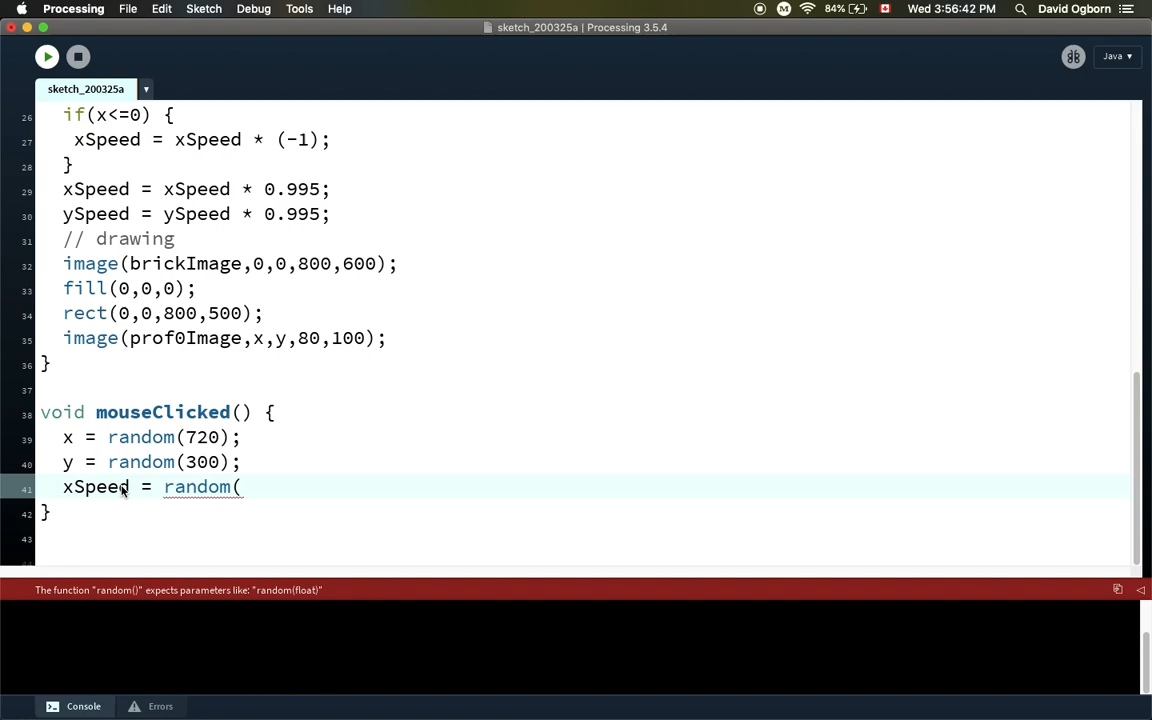 Processing File Edit Sketch Debug Tools Help 84% Wed 3:56:42 PM David Ogborn
sketch_200325a | Processing 3.5.4
Java ▾
sketch_200325a ▾
26 if(x<=0) {
27 xSpeed = xSpeed * (-1);
28 }
29 xSpeed = xSpeed * 0.995;
30 ySpeed = ySpeed * 0.995;
31 // drawing
32 image(brickImage,0,0,800,600);
33 fill(0,0,0);
34 rect(0,0,800,500);
35 image(prof0Image,x,y,80,100);
36 }
37
38 void mouseClicked() {
39 x = random(720);
40 y = random(300);
41 xSpeed = random(
42 }
43
The function "random()" expects parameters like: "random(float)"
Console Errors